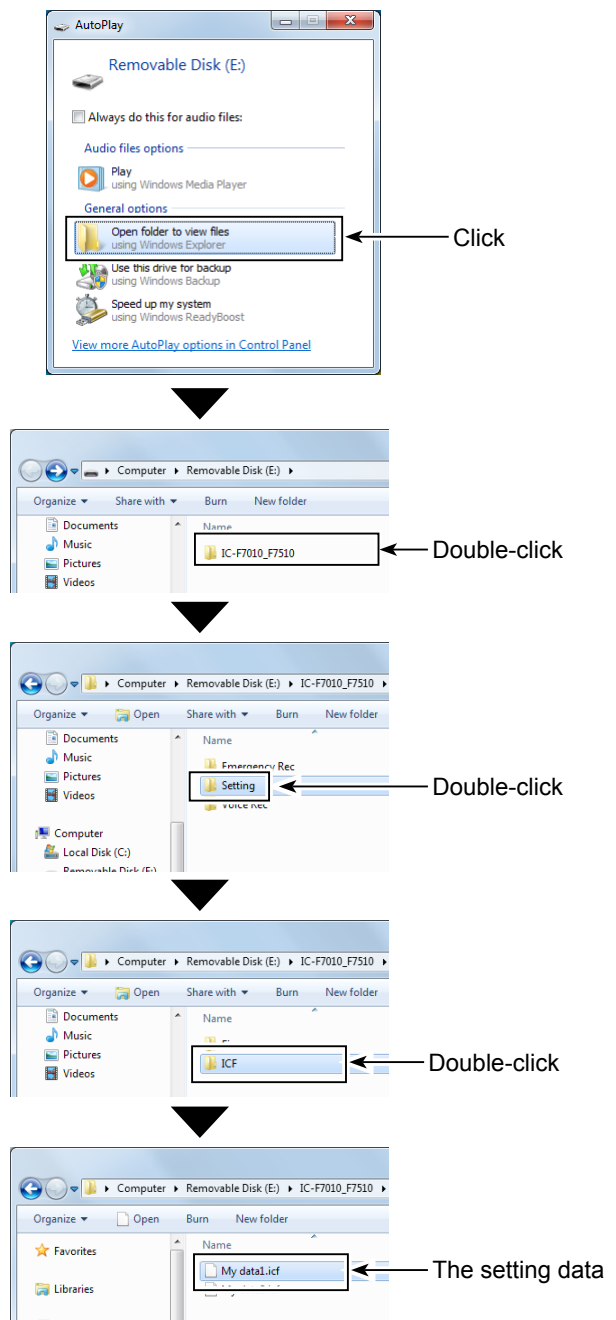 AutoPlay
Removable Disk (E:)
Always do this for audio files:
Audio files options
Play
using Windows Media Player
General options
Open folder to view files
using Windows Explorer
Click
Use this drive for backup
using Windows Backup
Speed up my system
using Windows ReadyBoost
View more AutoPlay options in Control Panel
Computer Removable Disk (E:)
Organize Share with Burn New folder
Documents Name
Music IC-F7010_F7510 Double-click
Pictures
Videos
Computer Removable Disk (E:) IC-F7010_F7510
Organize Open Share with Burn New folder
Documents Name
Music Emergency Rec
Pictures Setting Double-click
Videos Voice Rec
Computer
Local Disk (C:)
Removable Disk (E:)
Computer Removable Disk (E:) IC-F7010_F7510
Organize Open Share with Burn New folder
Documents Name
Music
Pictures ICF Double-click
Videos
Computer Removable Disk (E:) IC-F7010_F7510
Organize Open Burn New folder
Favorites Name
My data1.icf The setting data
Libraries